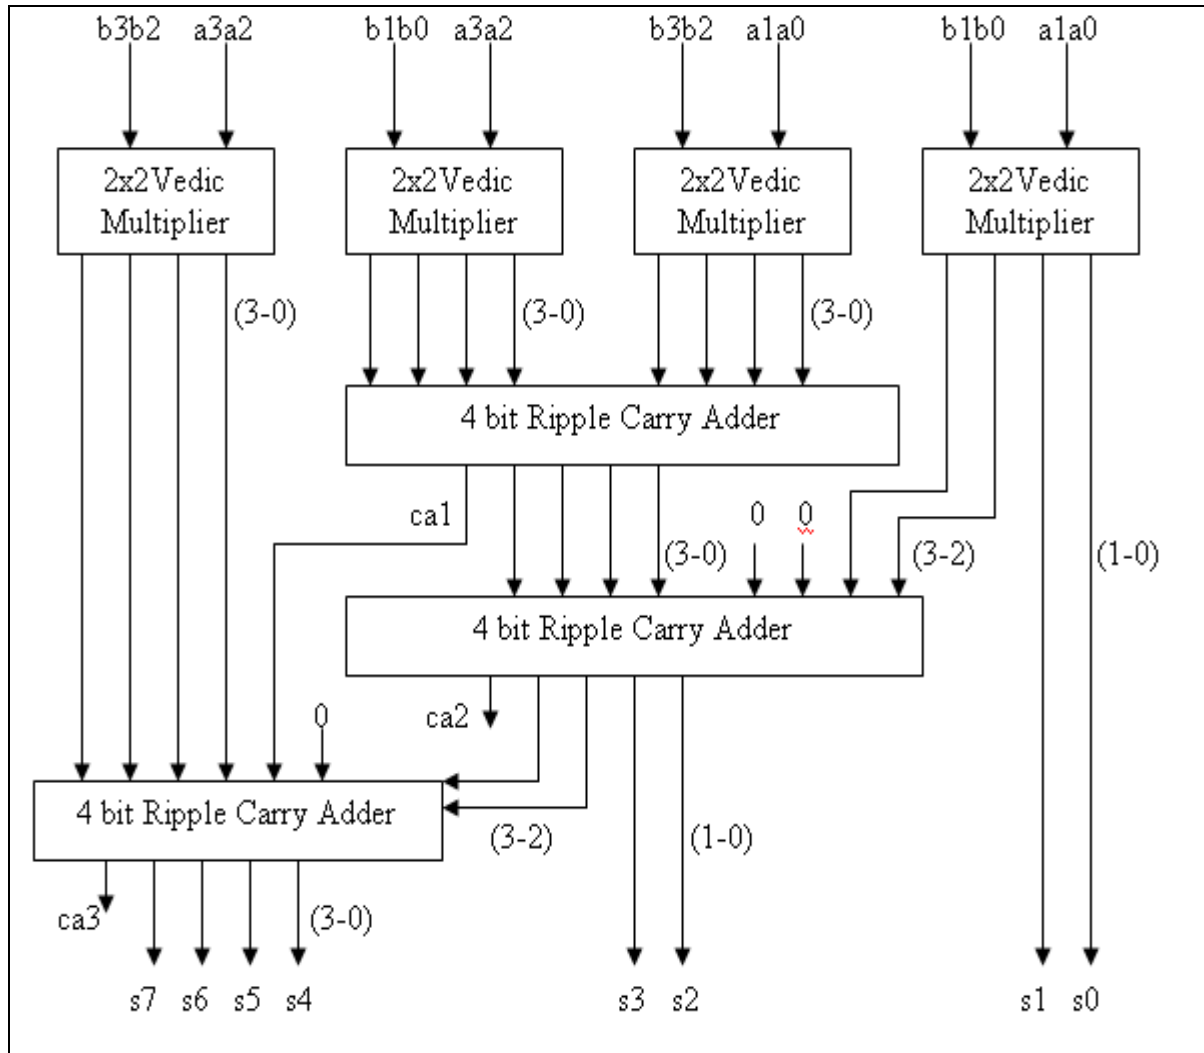 b3b2 a3a2 b1b0 a3a2 b3b2 a1a0 b1b0 a1a0
2x2Vedic Multiplier
2x2Vedic Multiplier
2x2Vedic Multiplier
2x2Vedic Multiplier
(3-0) (3-0) (3-0)
4 bit Ripple Carry Adder
ca1 0 0
(3-0) (3-2) (1-0)
4 bit Ripple Carry Adder
0 ca2
4 bit Ripple Carry Adder
(3-2) (1-0)
ca3 (3-0)
s7 s6 s5 s4 s3 s2 s1 s0